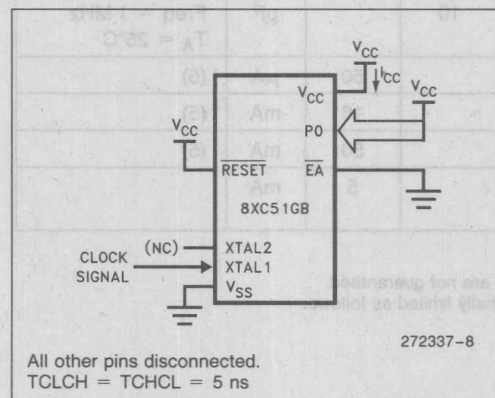 V_CC
I_CC
V_CC
V_CC
P0
V_CC
RESET
EA
8XC51GB
(NC)
XTAL2
CLOCK
SIGNAL
XTAL1
V_SS
272337-8
All other pins disconnected.
TCLCH = TCHCL = 5 ns